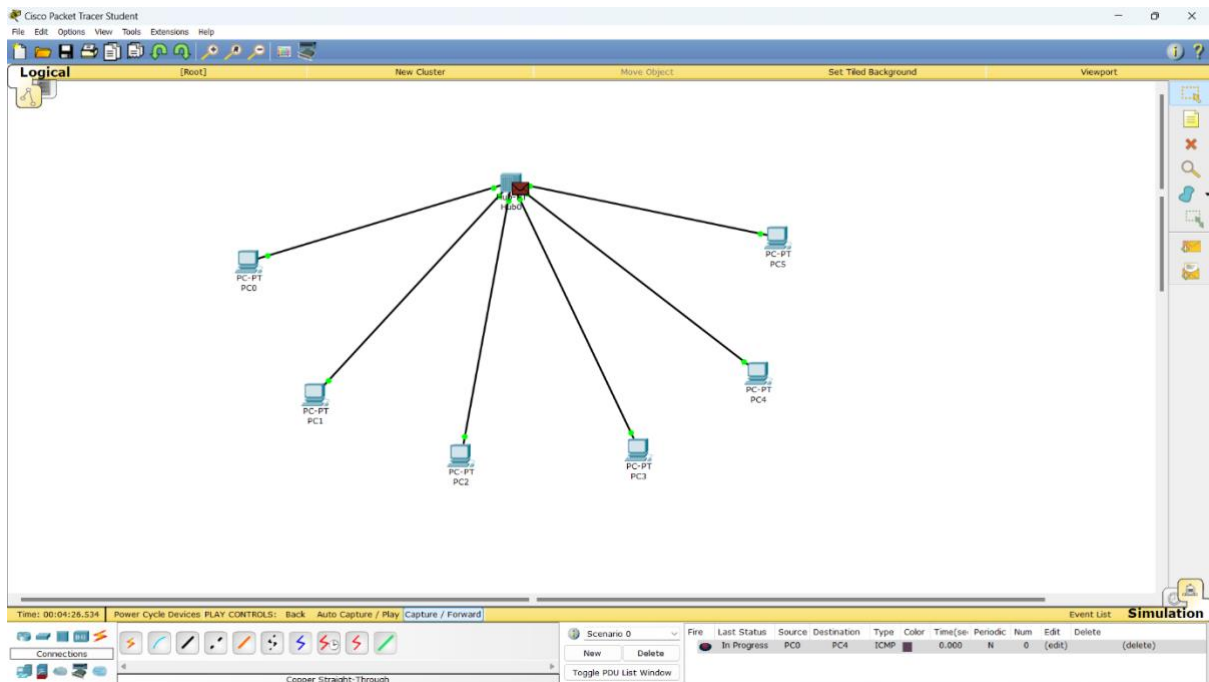 Cisco Packet Tracer Student
File Edit Options View Tools Extensions Help
Logical [Root] New Cluster Move Object Set Tiled Background Viewport
Hub0
PC-PT
PC5
PC-PT
PC0
PC-PT
PC4
PC-PT
PC1
PC-PT
PC3
PC-PT
PC2
Time: 00:04:26.534 Power Cycle Devices PLAY CONTROLS: Back Auto Capture / Play Capture / Forward Event List Simulation
Scenario 0 Fire Last Status Source Destination Type Color Time(se Periodic Num Edit Delete
In Progress PC0 PC4 ICMP 0.000 N 0 (edit) (delete)
Connections
New Delete
Toggle PDU List Window
Copper Straight-Through